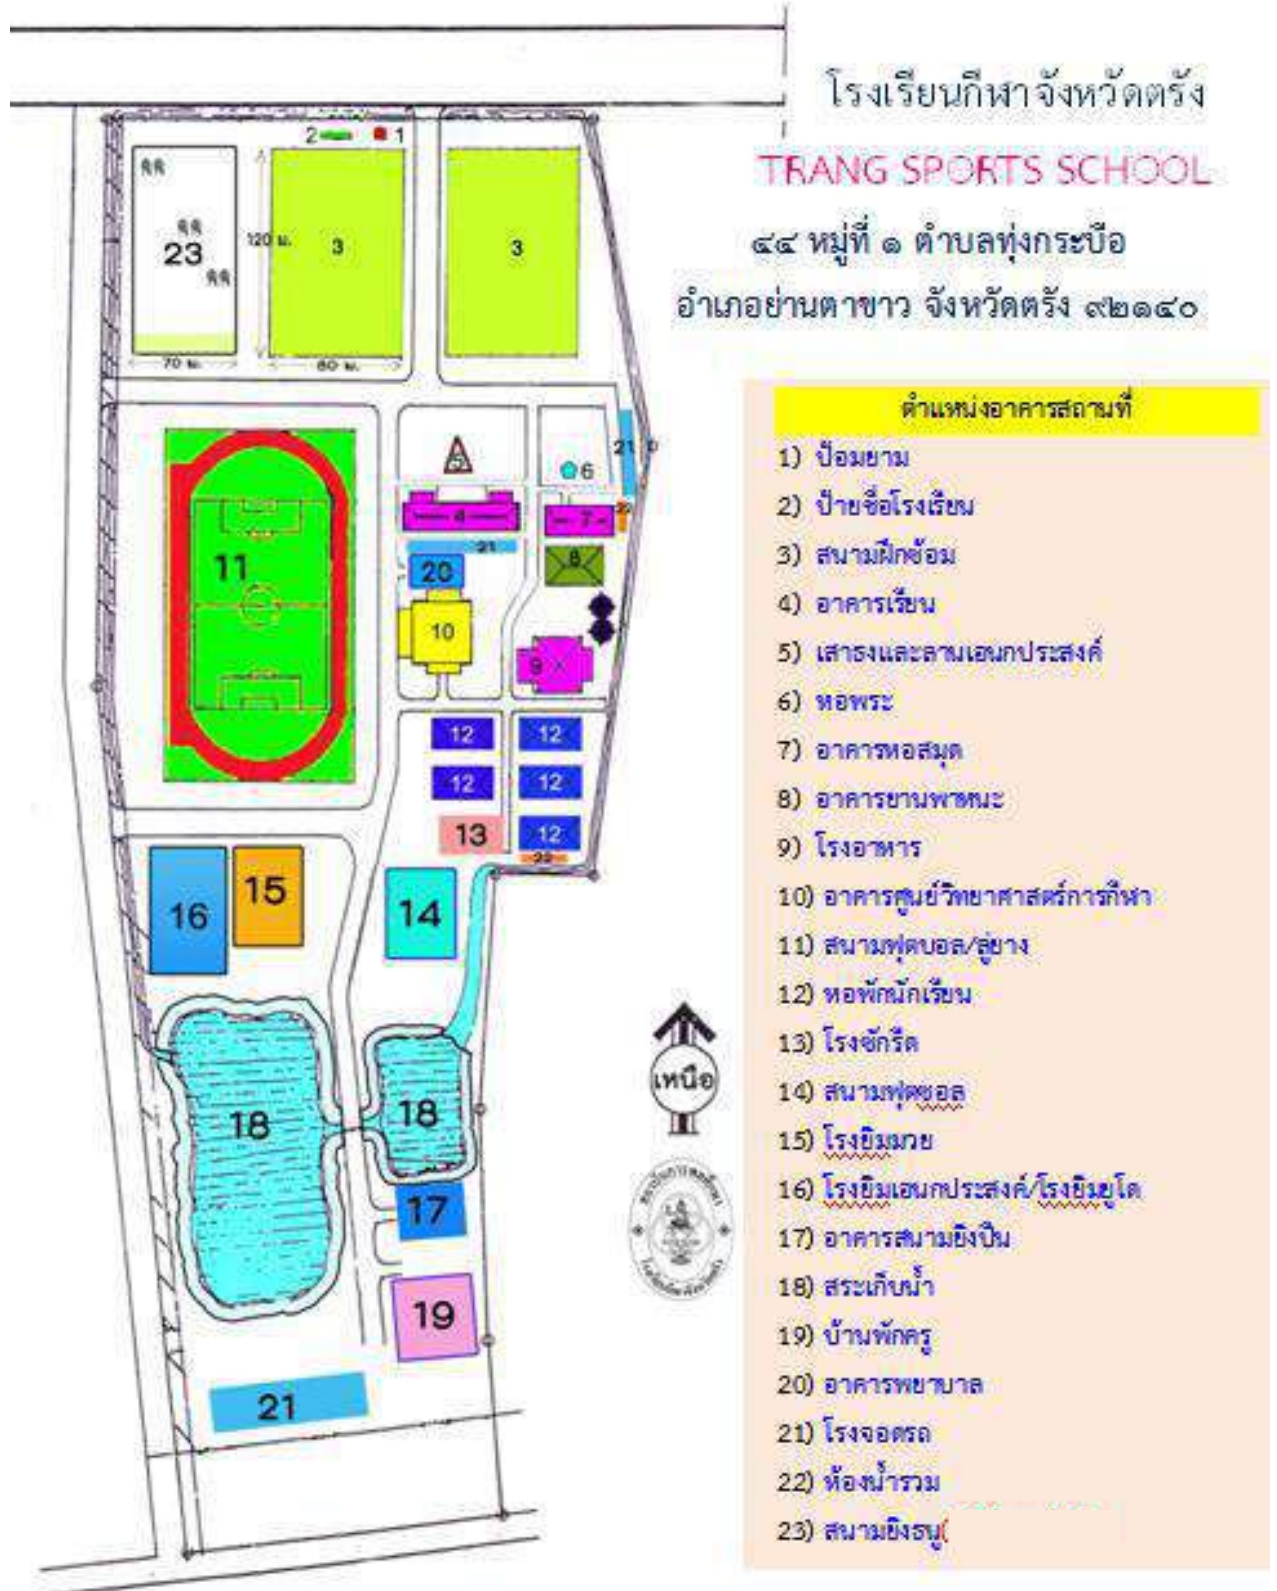 โรงเรียนกีฬาจังหวัดตรัง
TRANG SPORTS SCHOOL
๔๔ หมู่ที่ ๑ ตำบลทุ่งกระบือ
อำเภอย่านตาขาว จังหวัดตรัง ๙๒๑๔๐
ตำแหน่งอาคารสถานที่
1) ป้อมยาม
2) ป้ายชื่อโรงเรียน
3) สนามฝึกซ้อม
4) อาคารเรียน
5) เสาธงและลานเอนกประสงค์
6) หอพระ
7) อาคารหอสมุด
8) อาคารยานพาหนะ
9) โรงอาหาร
10) อาคารศูนย์วิทยาศาสตร์การกีฬา
11) สนามฟุตบอล/ลู่ยาง
12) หอพักนักเรียน
13) โรงซักรีด
14) สนามฟุตซอล
15) โรงยิมมวย
16) โรงยิมเอนกประสงค์/โรงยิมยูโด
17) อาคารสนามยิงปืน
18) สระเก็บน้ำ
19) บ้านพักครู
20) อาคารพยาบาล
21) โรงจอดรถ
22) ห้องน้ำรวม
23) สนามยิงธนู(
2 1
23 120 ม. 3 3
70 ม. 80 ม.
21
5 6
4 7 22
21
11 20 8
10
9
12 12
12 12
13 12
22
16 15 14
เหนือ
18 18
17
19
21